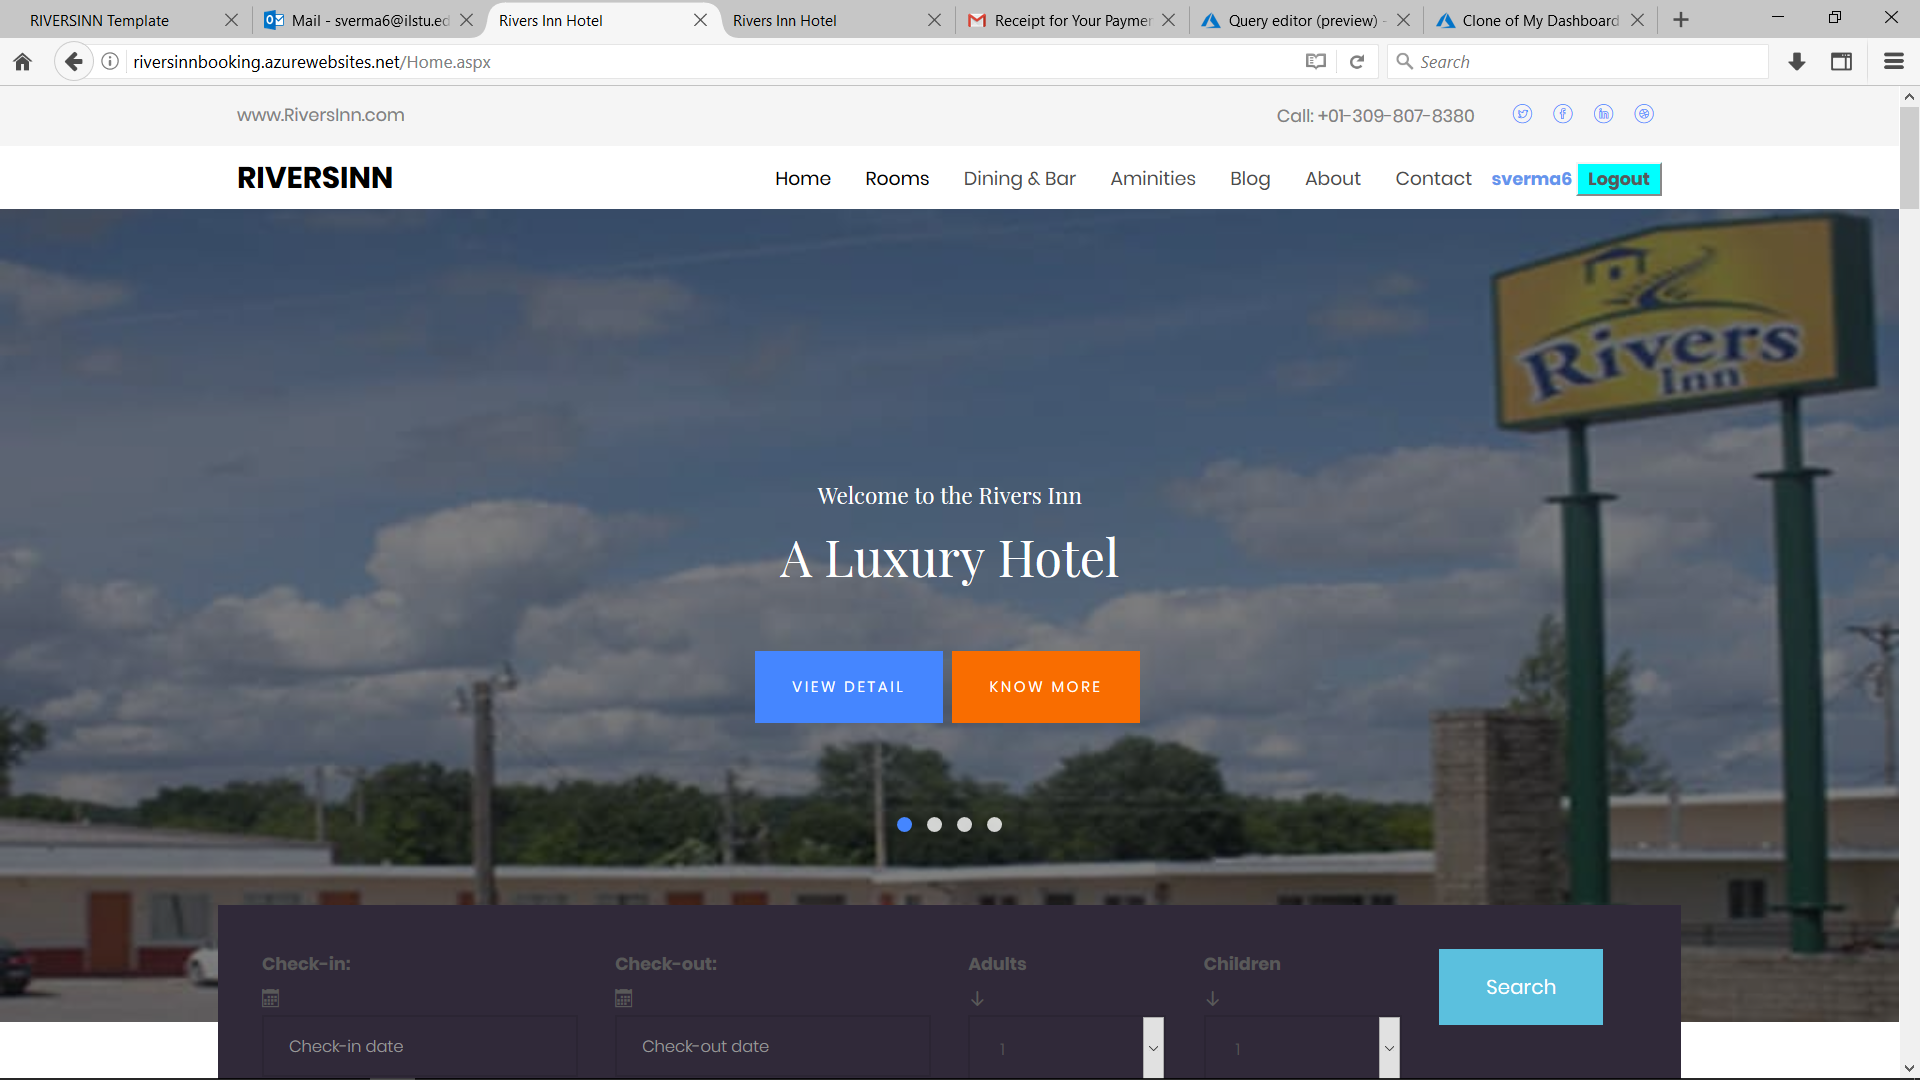 RIVERSINN Template
Mail - sverma6@ilstu.ed
Rivers Inn Hotel
Rivers Inn Hotel
Receipt for Your Paymer
Query editor (preview) -
Clone of My Dashboard
riversinnbooking.azurewebsites.net/Home.aspx
Search
www.RiversInn.com
Call: +01-309-807-8380
RIVERSINN
Home
Rooms
Dining & Bar
Aminities
Blog
About
Contact
sverma6
Logout
Rivers
Inn
Welcome to the Rivers Inn
A Luxury Hotel
VIEW DETAIL
KNOW MORE
Check-in:
Check-out:
Adults
Children
Search
Check-in date
Check-out date
1
1